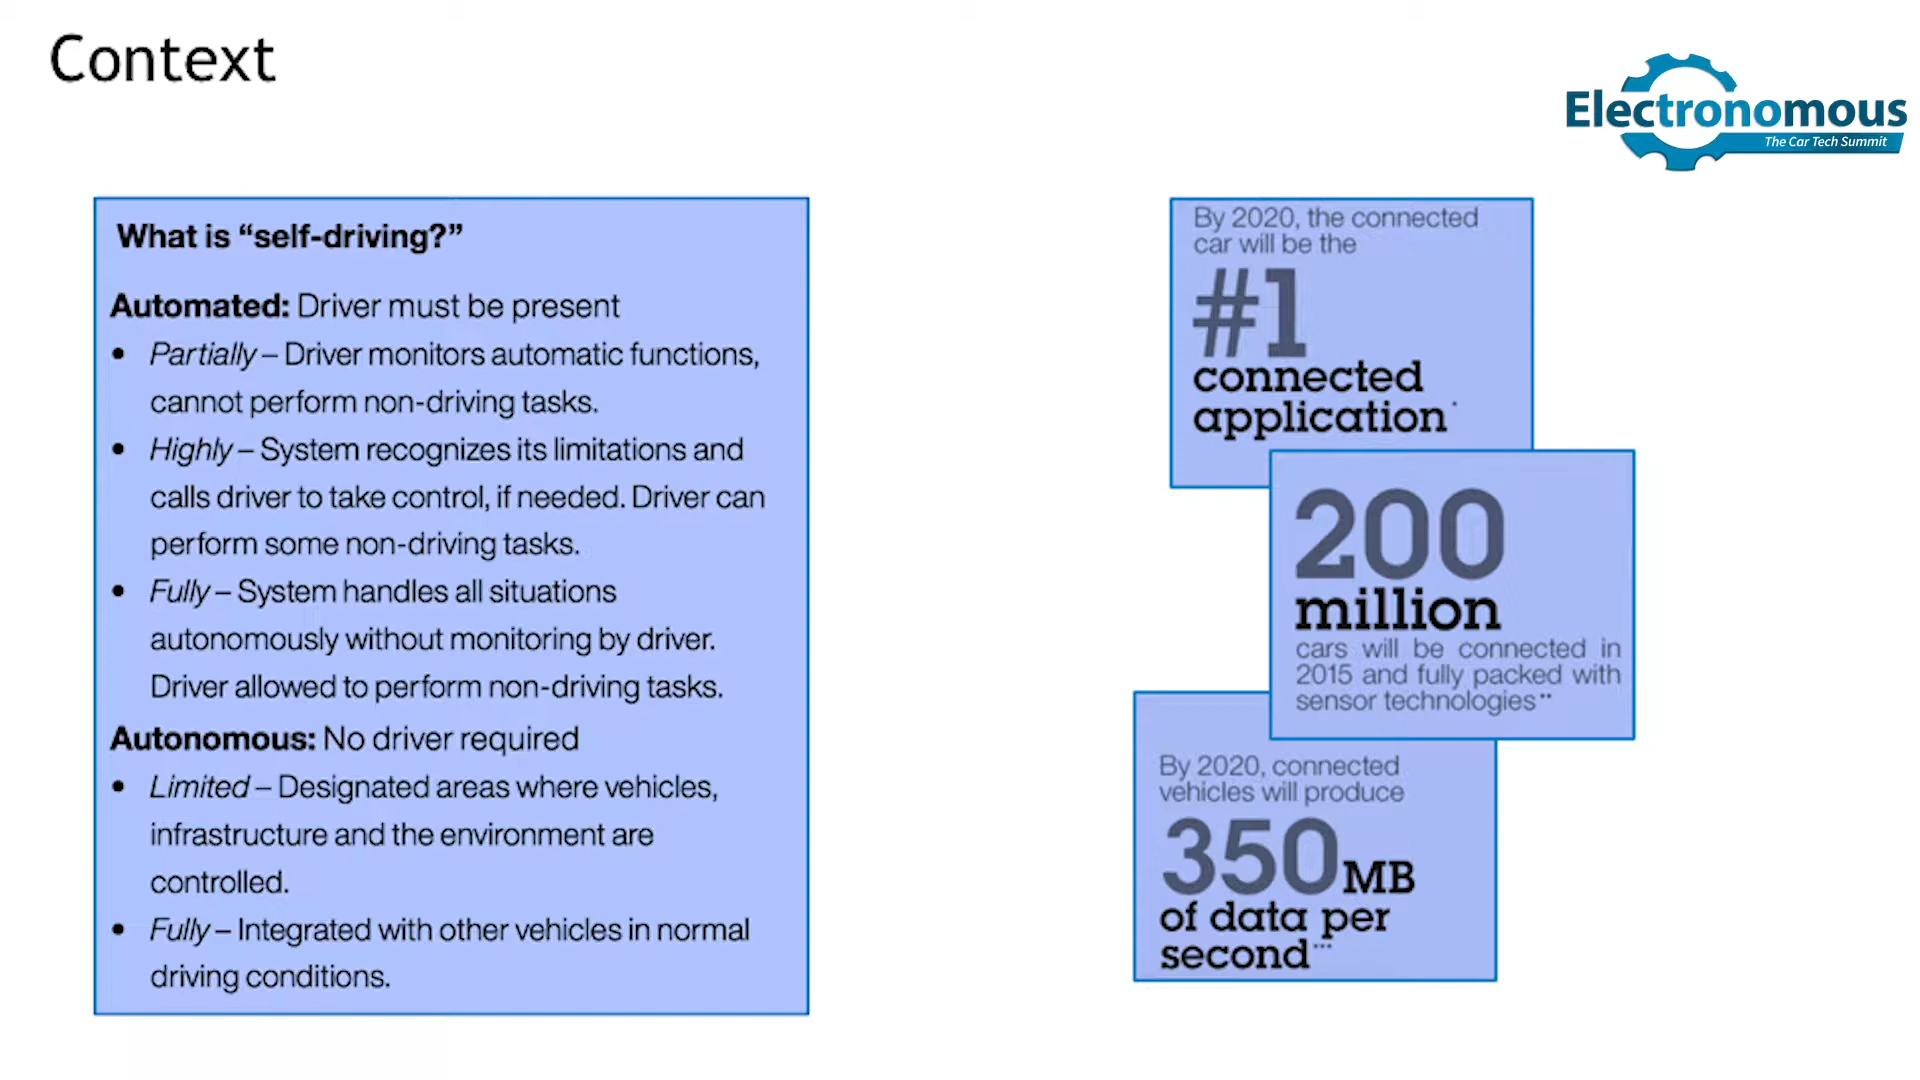 Context
Electronomous
The Car Tech Summit
What is “self-driving?”
Automated: Driver must be present
• Partially – Driver monitors automatic functions,
cannot perform non-driving tasks.
• Highly – System recognizes its limitations and
calls driver to take control, if needed. Driver can
perform some non-driving tasks.
• Fully – System handles all situations
autonomously without monitoring by driver.
Driver allowed to perform non-driving tasks.
Autonomous: No driver required
• Limited – Designated areas where vehicles,
infrastructure and the environment are
controlled.
• Fully – Integrated with other vehicles in normal
driving conditions.
By 2020, the connected
car will be the
#1
connected
application*
200
million
cars will be connected in
2015 and fully packed with
sensor technologies**
By 2020, connected
vehicles will produce
350MB
of data per
second***